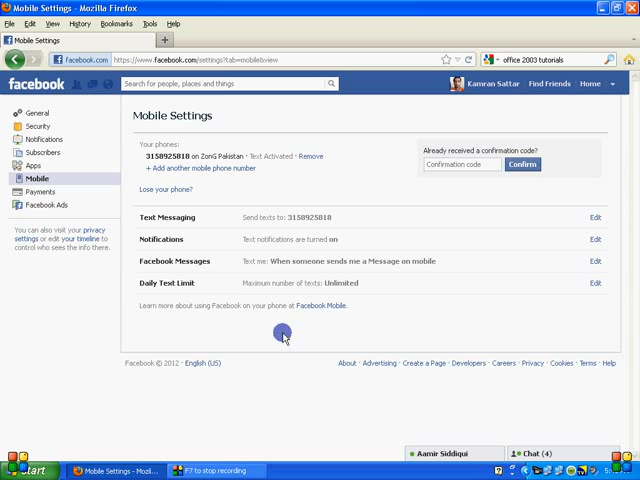 Mobile Settings - Mozilla Firefox
File Edit View History Bookmarks Tools Help
Mobile Settings
facebook.com https://www.facebook.com/settings?tab=mobile&view office 2003 tutorials
facebook Search for people, places and things Kamran Sattar Find Friends Home
General
Security
Notifications
Subscribers
Apps
Mobile
Payments
Facebook Ads
You can also visit your privacy
settings or edit your timeline to
control who sees the info there.
Mobile Settings
Your phones:
3158925818 on ZonG Pakistan · Text Activated · Remove
+ Add another mobile phone number
Lose your phone?
Already received a confirmation code?
Confirmation code Confirm
Text Messaging Send texts to: 3158925818 Edit
Notifications Text notifications are turned on Edit
Facebook Messages Text me: When someone sends me a Message on mobile Edit
Daily Text Limit Maximum number of texts: Unlimited Edit
Learn more about using Facebook on your phone at Facebook Mobile.
Facebook © 2012 · English (US) About · Advertising · Create a Page · Developers · Careers · Privacy · Cookies · Terms · Help
Aamir Siddiqui Chat (4)
start Mobile Settings - Mozil... F7 to stop recording